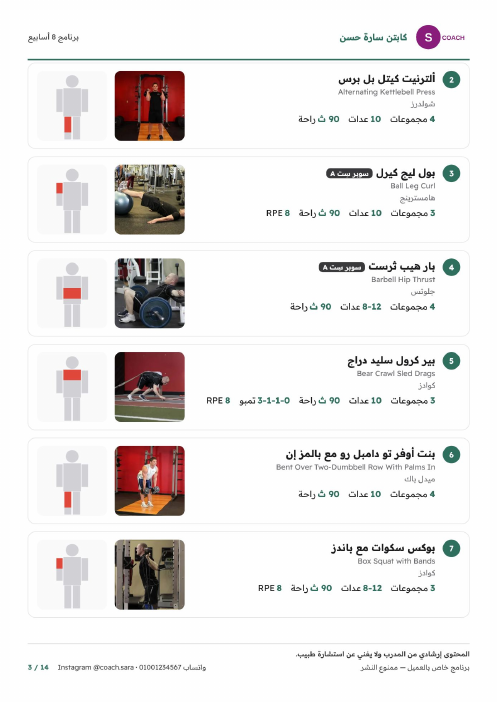 S COACH
كابتن سارة حسن
برنامج 8 أسابيع
2
ألترنيت كيتل بل برس
Alternating Kettlebell Press
شولدرز
4 مجموعات 10 عدات 90 ث راحة
3
بول ليج كيرل سوبر ست A
Ball Leg Curl
هامسترينج
3 مجموعات 10 عدات 90 ث راحة RPE 8
4
بار هيب ثرست سوبر ست A
Barbell Hip Thrust
جلوتس
4 مجموعات 8-12 عدات 90 ث راحة
5
بير كرول سليد دراج
Bear Crawl Sled Drags
كوادز
3 مجموعات 10 عدات 90 ث راحة 3-1-1-0 تمبو RPE 8
6
بنت أوفر تو دامبل رو مع بالمز إن
Bent Over Two-Dumbbell Row With Palms In
ميدل باك
4 مجموعات 10 عدات 90 ث راحة
7
بوكس سكوات مع باندز
Box Squat with Bands
كوادز
3 مجموعات 8-12 عدات 90 ث راحة RPE 8
المحتوى إرشادي من المدرب ولا يغني عن استشارة طبيب.
برنامج خاص بالعميل — ممنوع النشر
واتساب 01001234567 · Instagram @coach.sara
3 / 14